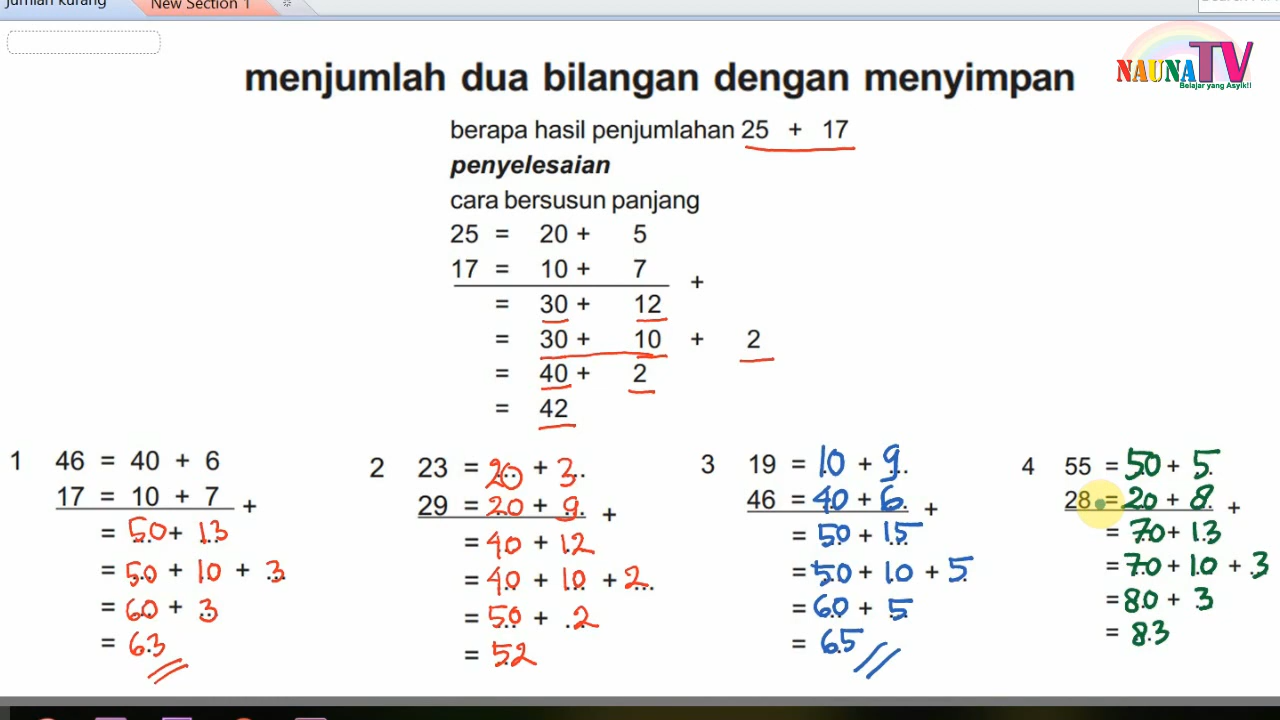 Jumlah kurang
New Section 1
NAUNA TV
Belajar yang Asyik!!
menjumlah dua bilangan dengan menyimpan
berapa hasil penjumlahan 25 + 17
penyelesaian
cara bersusun panjang
25 = 20 + 5
17 = 10 + 7 +
= 30 + 12
= 30 + 10 + 2
= 40 + 2
= 42
1 46 = 40 + 6
17 = 10 + 7 +
= 50 + 13
= 50 + 10 + 3
= 60 + 3
= 63
2 23 = 20 + 3
29 = 20 + 9 +
= 40 + 12
= 40 + 10 + 2
= 50 + 2
= 52
3 19 = 10 + 9
46 = 40 + 6 +
= 50 + 15
= 50 + 10 + 5
= 60 + 5
= 65
4 55 = 50 + 5
28 = 20 + 8 +
= 70 + 13
= 70 + 10 + 3
= 80 + 3
= 83